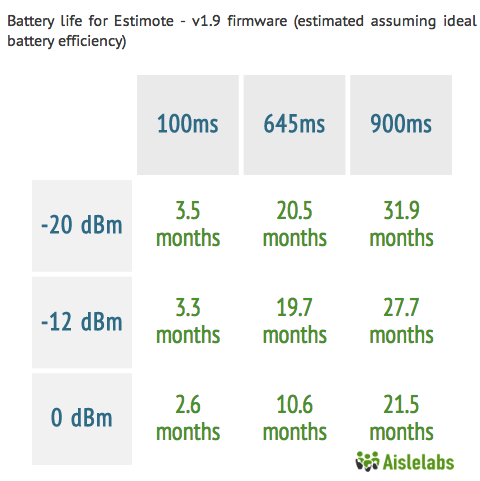 Battery life for Estimote - v1.9 firmware (estimated assuming ideal
battery efficiency)
100ms 645ms 900ms
-20 dBm 3.5 months 20.5 months 31.9 months
-12 dBm 3.3 months 19.7 months 27.7 months
0 dBm 2.6 months 10.6 months 21.5 months
Aislelabs